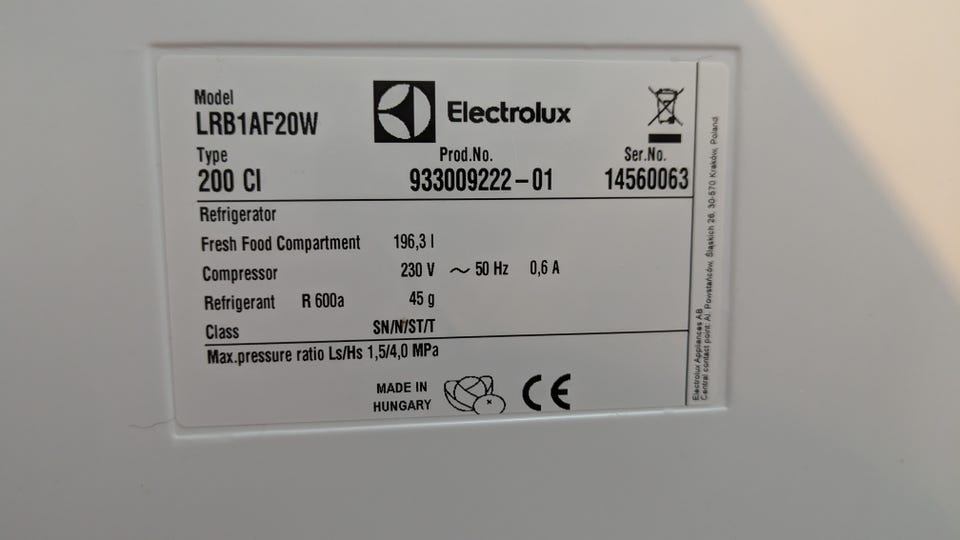 Model
LRB1AF20W
Electrolux
Type
200 CI
Prod.No.
933009222-01
Ser.No.
14560063
Refrigerator
Fresh Food Compartment 196,3 l
Compressor 230 V ~ 50 Hz 0,6 A
Refrigerant R 600a 45 g
Class SN/N/ST/T
Max.pressure ratio Ls/Hs 1,5/4,0 MPa
MADE IN
HUNGARY
CE
Electrolux Appliances AB
Central contact point: Al. Powstańców, Śląskich 26, 30-570 Kraków, Poland